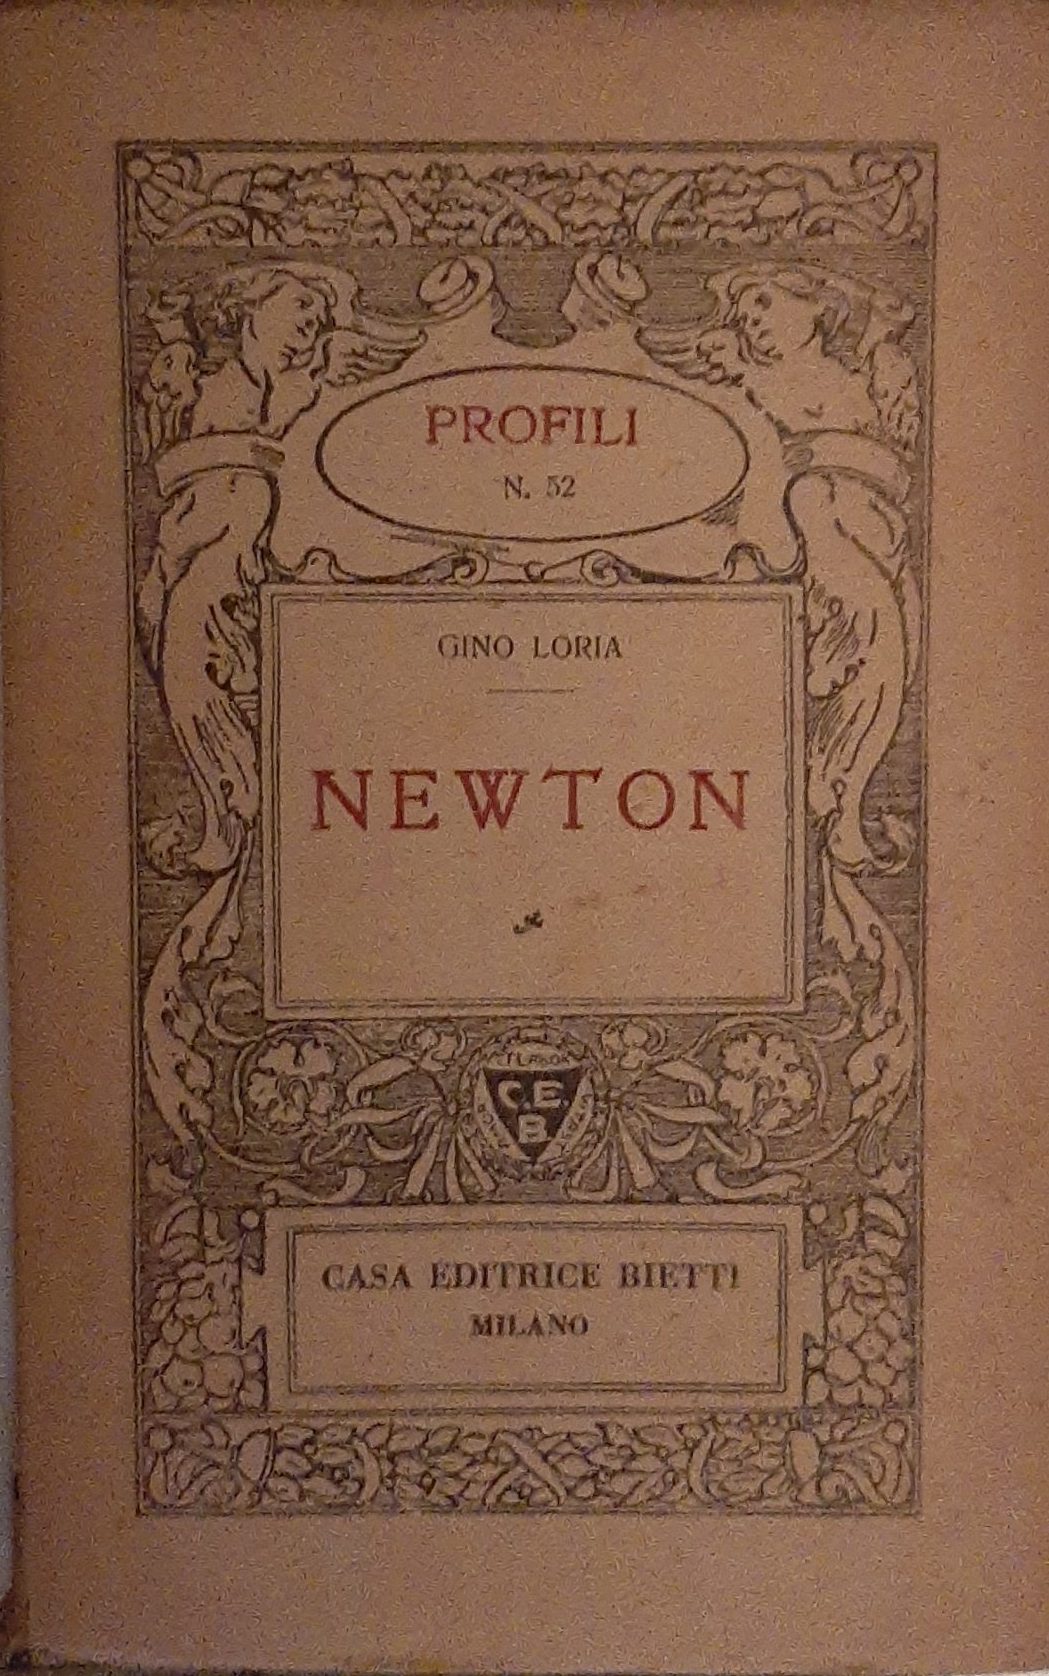 PROFILI
N. 52
GINO LORIA
NEWTON
C.E.
B.
CASA EDITRICE BIETTI
MILANO